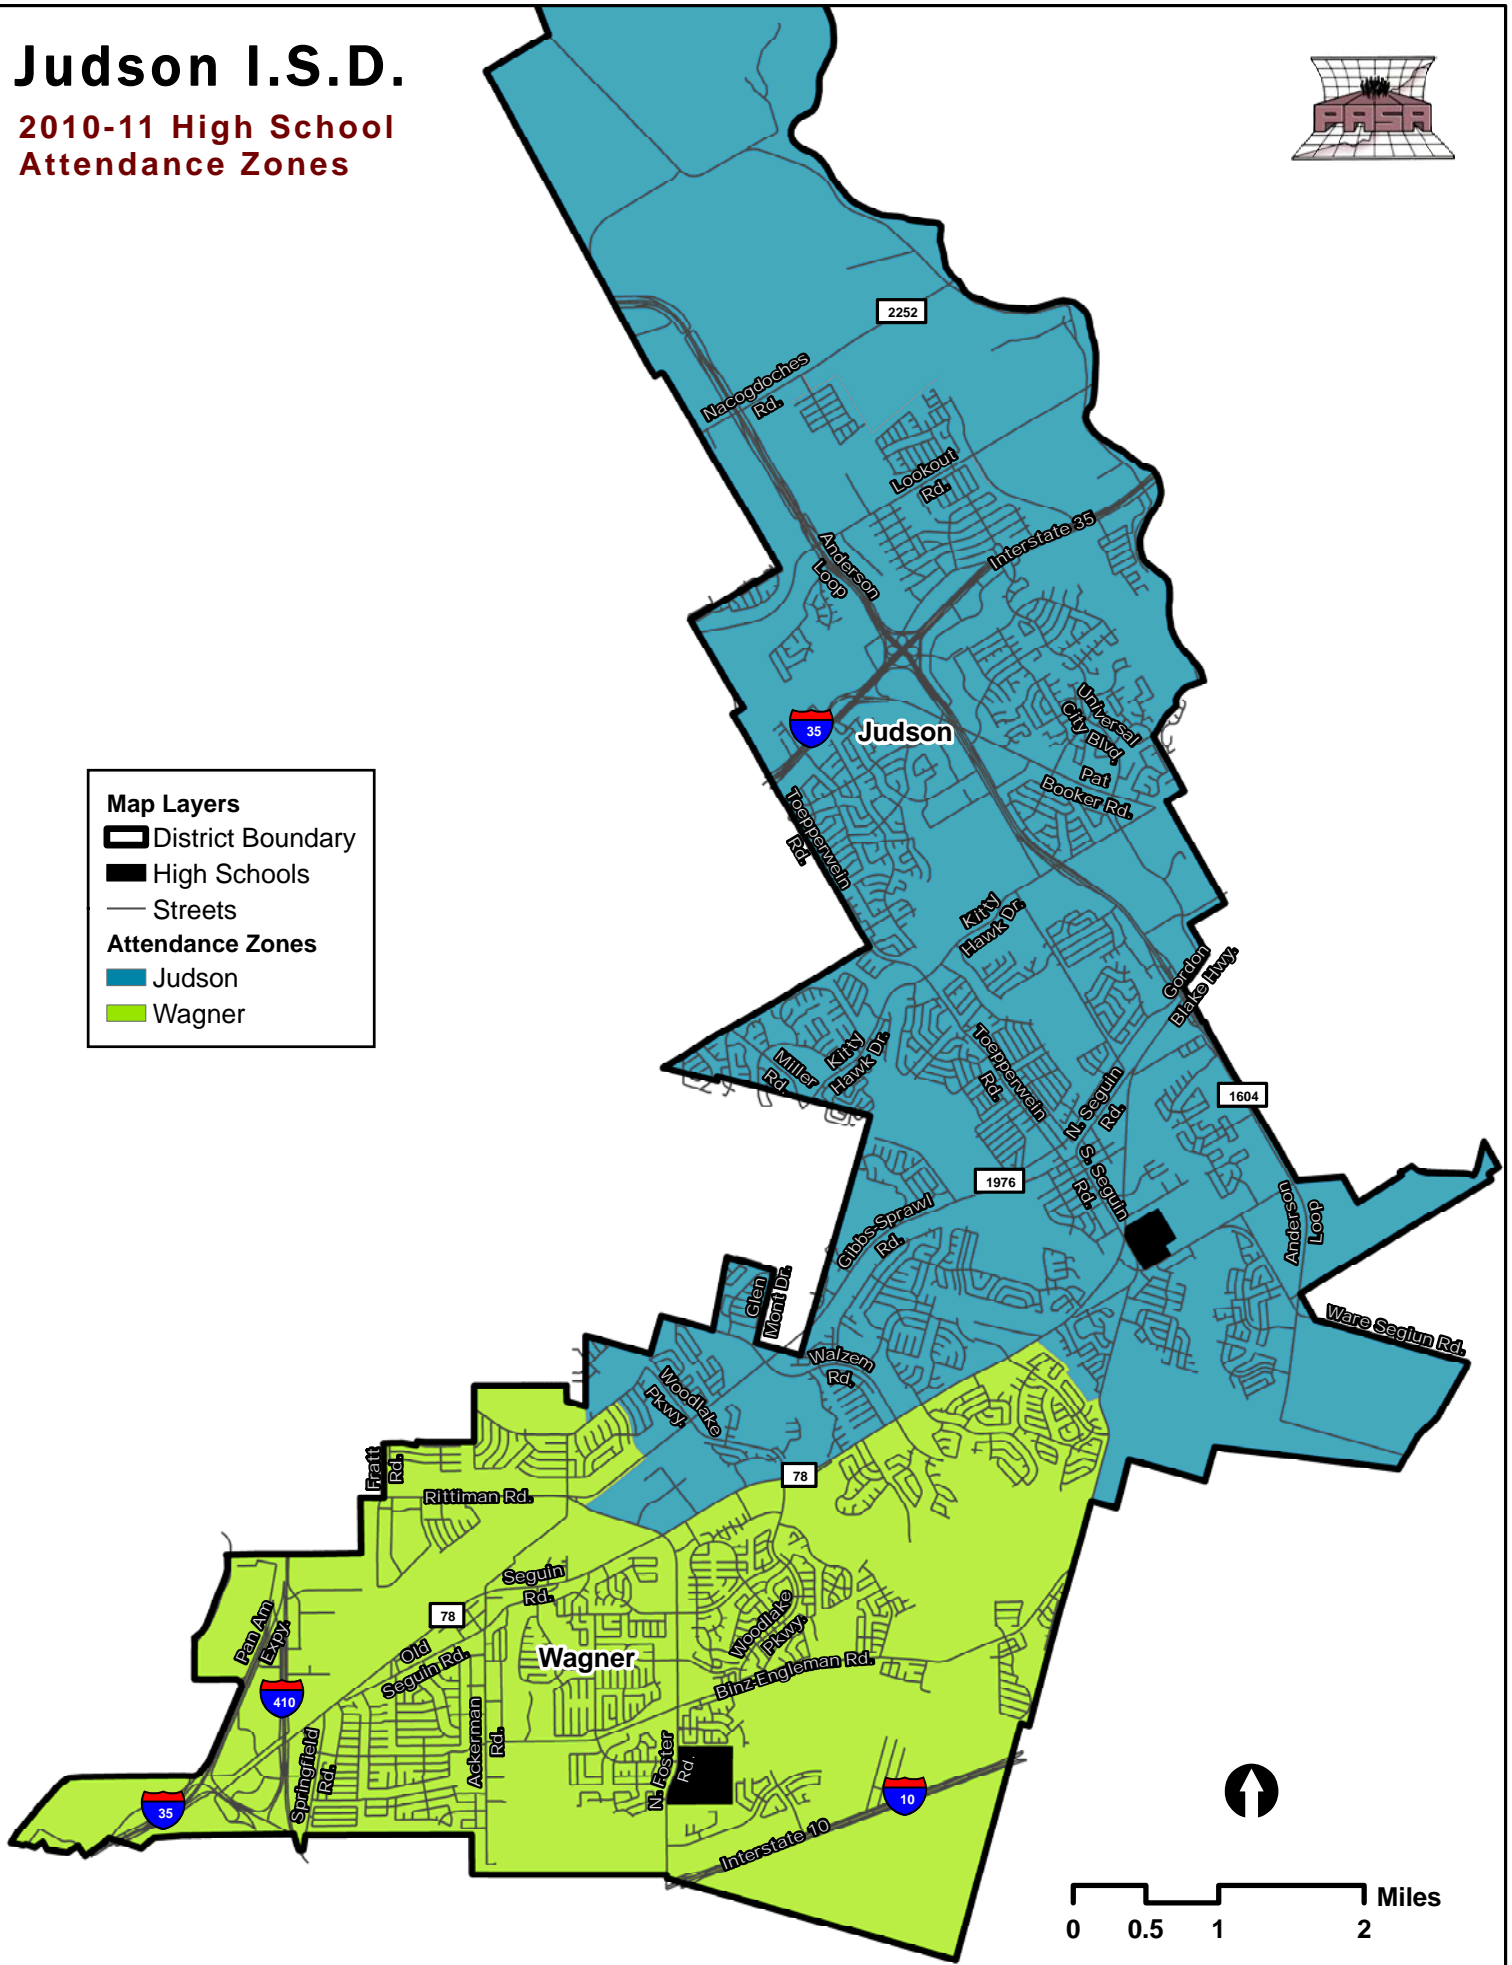 Judson I.S.D.
2010-11 High School
Attendance Zones
PASA
2252
Nacogdoches
Rd.
Lookout
Rd.
Interstate 35
Anderson
Loop
35
Judson
Universal
City Blvd.
Pat
Booker Rd.
Toepperwein
Rd.
Map Layers
District Boundary
High Schools
Streets
Attendance Zones
Judson
Wagner
Kitty
Hawk Dr.
Gordon
Blake Hwy.
Miller
Rd.
Kitty
Hawk Dr.
Toepperwein
Rd.
N. Seguin
Rd.
1604
S. Seguin
Rd.
1976
Gibbs-Sprawl
Rd.
Anderson
Loop
Glen
Mont Dr.
Ware Segiun Rd.
Walzem
Rd.
Woodlake
Pkwy.
78
Fratt
Rd.
Rittiman Rd.
Seguin
Rd.
78
Pan Am
Expy.
Old
Seguin Rd.
Wagner
Woodlake
Pkwy.
Binz-Engleman Rd.
410
Ackerman
Rd.
Springfield
Rd.
N. Foster
Rd.
35
10
Interstate 10
Miles
0 0.5 1 2